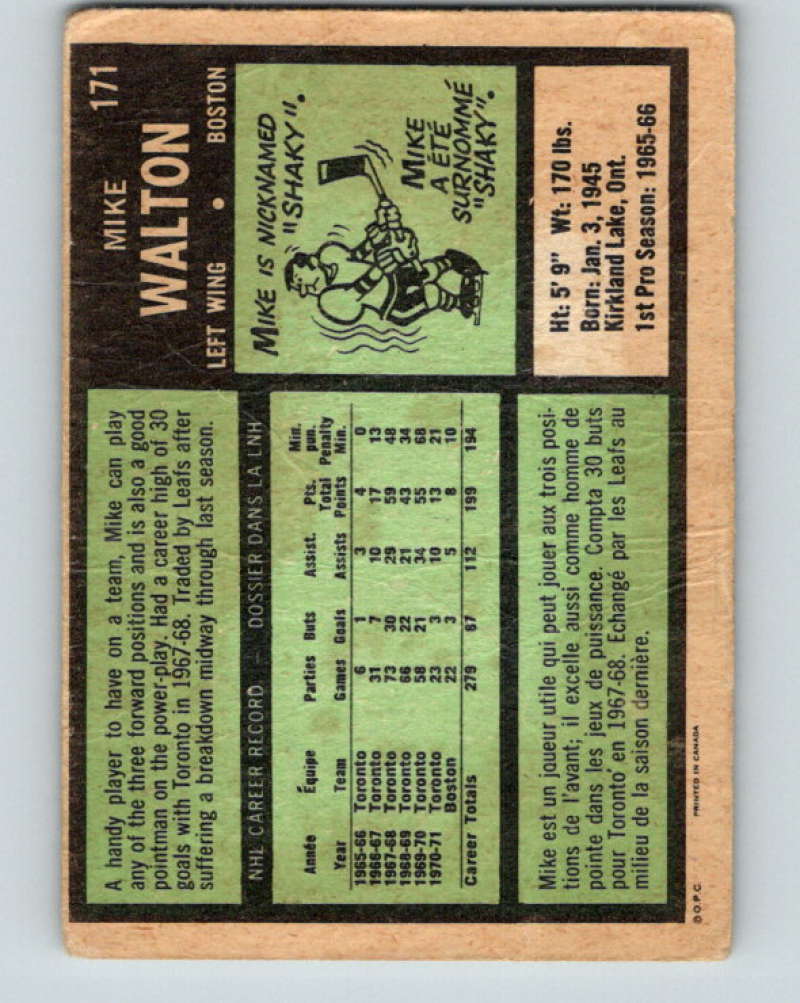 171
MIKE
WALTON
LEFT WING • BOSTON
A handy player to have on a team, Mike can play
any of the three forward positions and is also a good
pointman on the power-play. Had a career high of 30
goals with Toronto in 1967-68. Traded by Leafs after
suffering a breakdown midway through last season.
MIKE IS NICKNAMED
"SHAKY".
MIKE
A ÉTÉ
SURNOMMÉ
"SHAKY".
NHL CAREER RECORD — DOSSIER DANS LA LNH
Min.
Pts. pun.
Année Équipe Parties Buts Assist. Total Penalty
Year Team Games Goals Assists Points Min.
1965-66 Toronto 6 1 3 4 0
1966-67 Toronto 31 7 10 17 13
1967-68 Toronto 73 30 29 59 48
1968-69 Toronto 66 22 21 43 34
1969-70 Toronto 58 21 34 55 68
1970-71 Toronto 23 3 10 13 21
Boston 22 3 5 8 10
Career Totals 279 87 112 199 194
Ht: 5' 9" Wt: 170 lbs.
Born: Jan. 3, 1945
Kirkland Lake, Ont.
1st Pro Season: 1965-66
Mike est un joueur utile qui peut jouer aux trois posi-
tions de l'avant; il excelle aussi comme homme de
pointe dans les jeux de puissance. Compta 30 buts
pour Toronto en 1967-68. Echangé par les Leafs au
milieu de la saison dernière.
© O.P.C. PRINTED IN CANADA